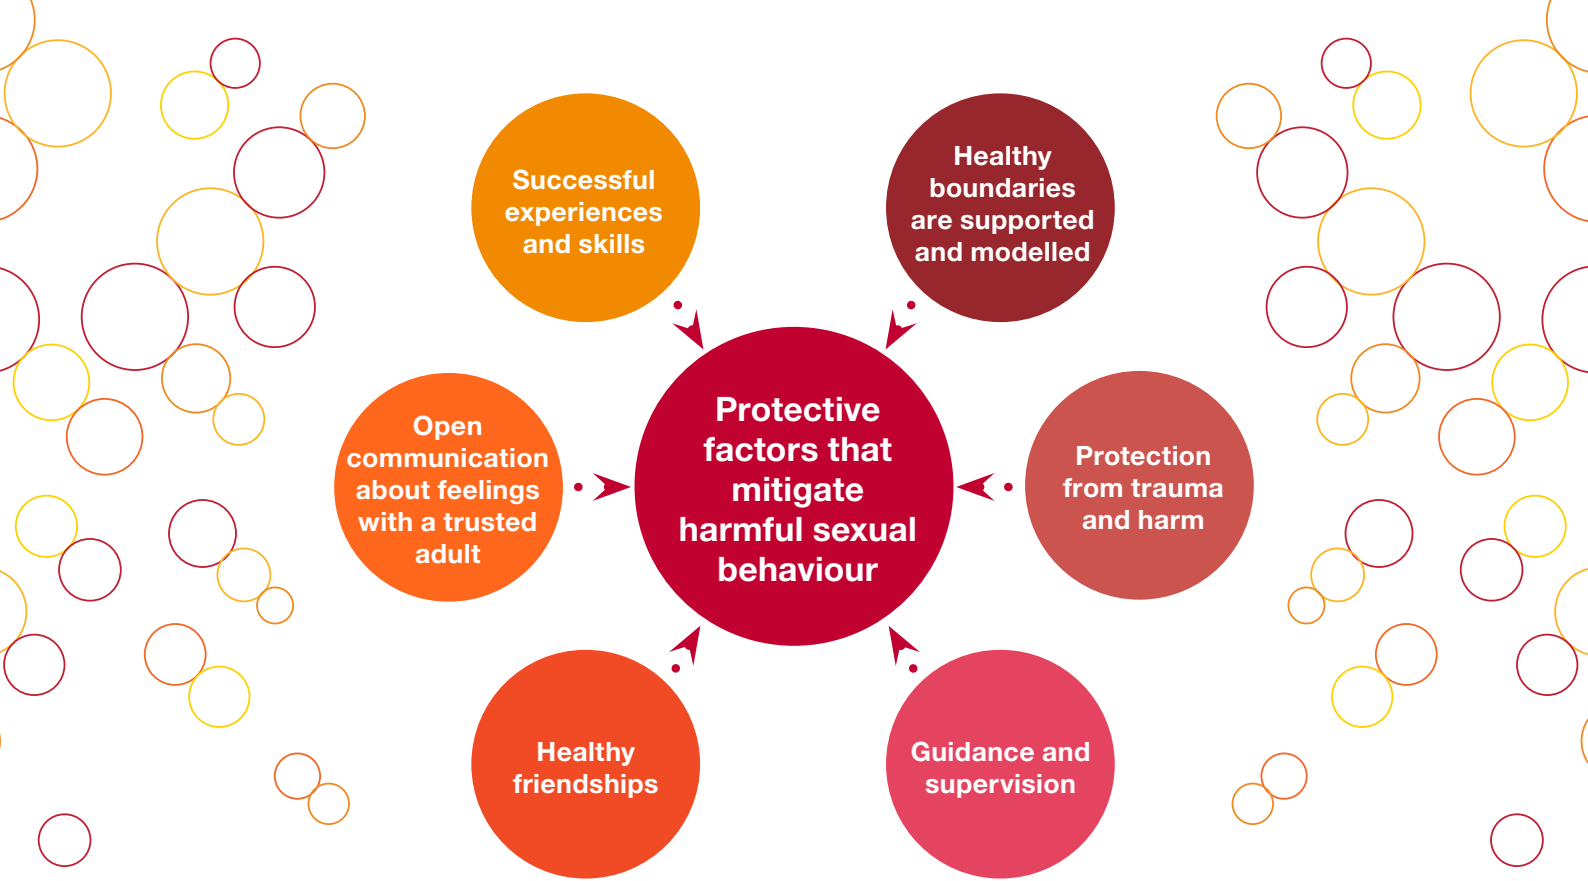 Successful
experiences
and skills
Healthy
boundaries
are supported
and modelled
Open
communication
about feelings
with a trusted
adult
Protective
factors that
mitigate
harmful sexual
behaviour
Protection
from trauma
and harm
Healthy
friendships
Guidance and
supervision